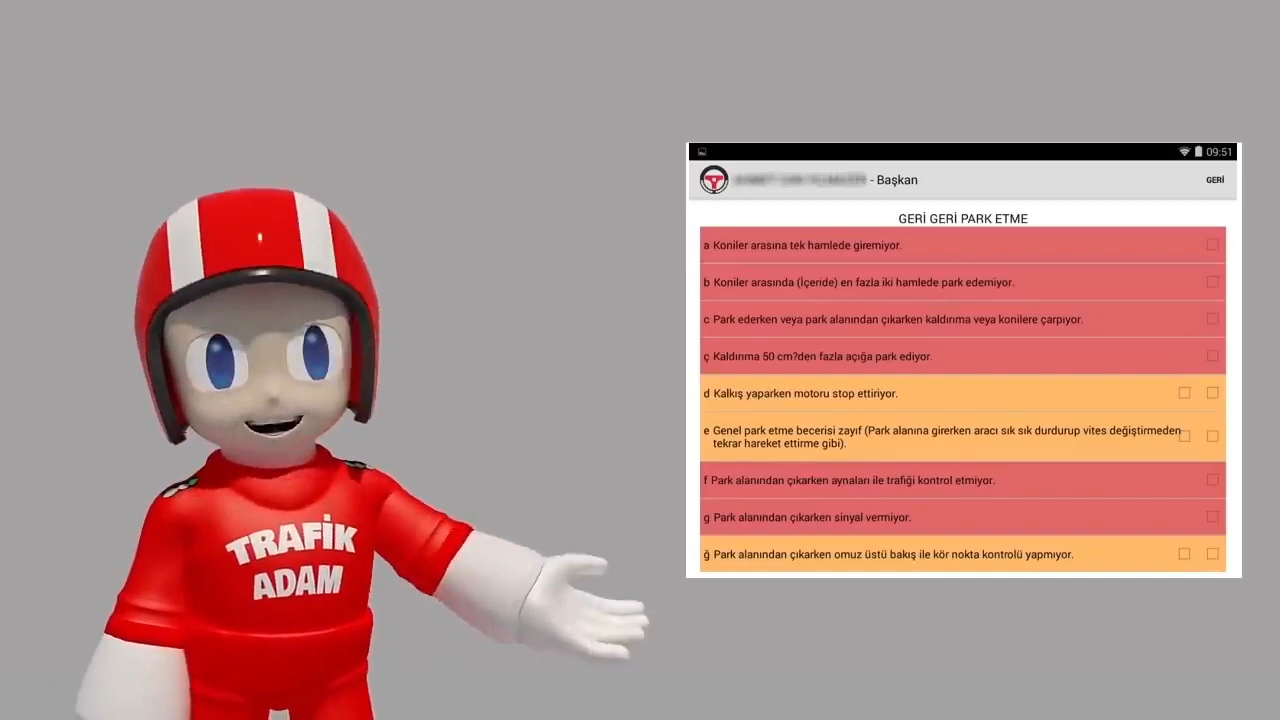 TRAFİK
ADAM
09:51
- Başkan
GERİ
GERİ GERİ PARK ETME
a Koniler arasına tek hamlede giremiyor.
b Koniler arasında (İçeride) en fazla iki hamlede park edemiyor.
c Park ederken veya park alanından çıkarken kaldırıma veya konilere çarpıyor.
ç Kaldırıma 50 cm?den fazla açığa park ediyor.
d Kalkış yaparken motoru stop ettiriyor.
e Genel park etme becerisi zayıf (Park alanına girerken aracı sık sık durdurup vites değiştirmeden
tekrar hareket ettirme gibi).
f Park alanından çıkarken aynaları ile trafiği kontrol etmiyor.
g Park alanından çıkarken sinyal vermiyor.
ğ Park alanından çıkarken omuz üstü bakış ile kör nokta kontrolü yapmıyor.